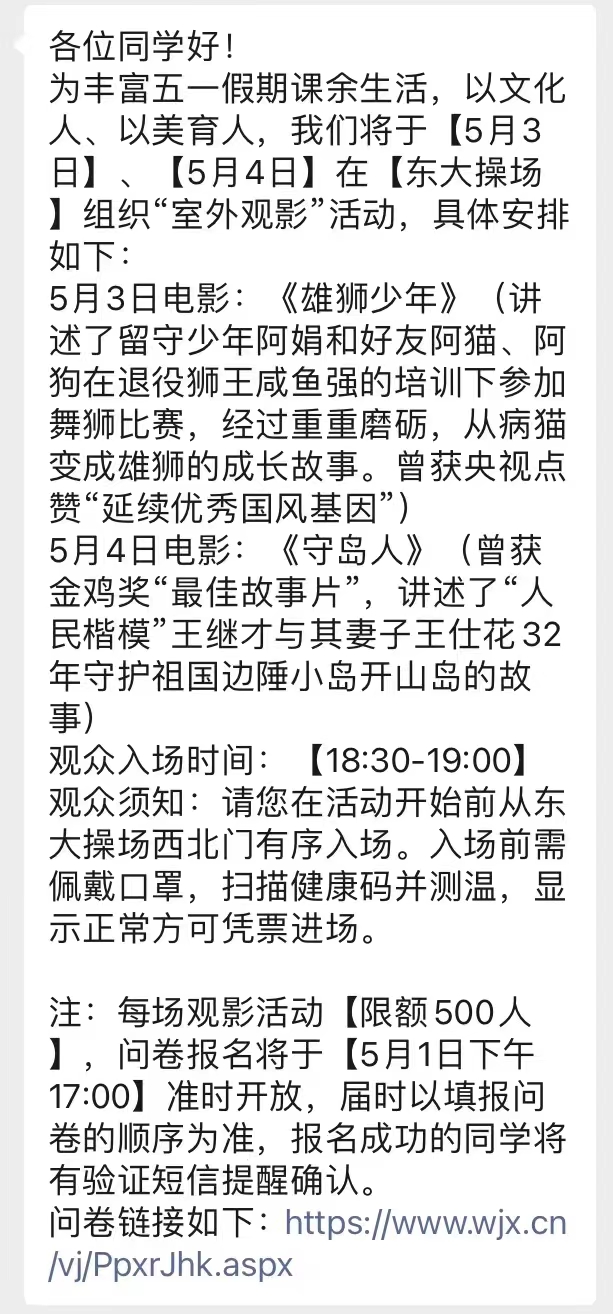 各位同学好！
为丰富五一假期课余生活，以文化
人、以美育人，我们将于【5月3
日】、【5月4日】在【东大操场
】组织“室外观影”活动，具体安排
如下：
5月3日电影：《雄狮少年》（讲
述了留守少年阿娟和好友阿猫、阿
狗在退役狮王咸鱼强的培训下参加
舞狮比赛，经过重重磨砺，从病猫
变成雄狮的成长故事。曾获央视点
赞“延续优秀国风基因”）
5月4日电影：《守岛人》（曾获
金鸡奖“最佳故事片”，讲述了“人
民楷模”王继才与其妻子王仕花32
年守护祖国边陲小岛开山岛的故
事）
观众入场时间：【18:30-19:00】
观众须知：请您在活动开始前从东
大操场西北门有序入场。入场前需
佩戴口罩，扫描健康码并测温，显
示正常方可凭票进场。
注：每场观影活动【限额500人
】，问卷报名将于【5月1日下午
17:00】准时开放，届时以填报问
卷的顺序为准，报名成功的同学将
有验证短信提醒确认。
问卷链接如下：https://www.wjx.cn
/vj/PpxrJhk.aspx